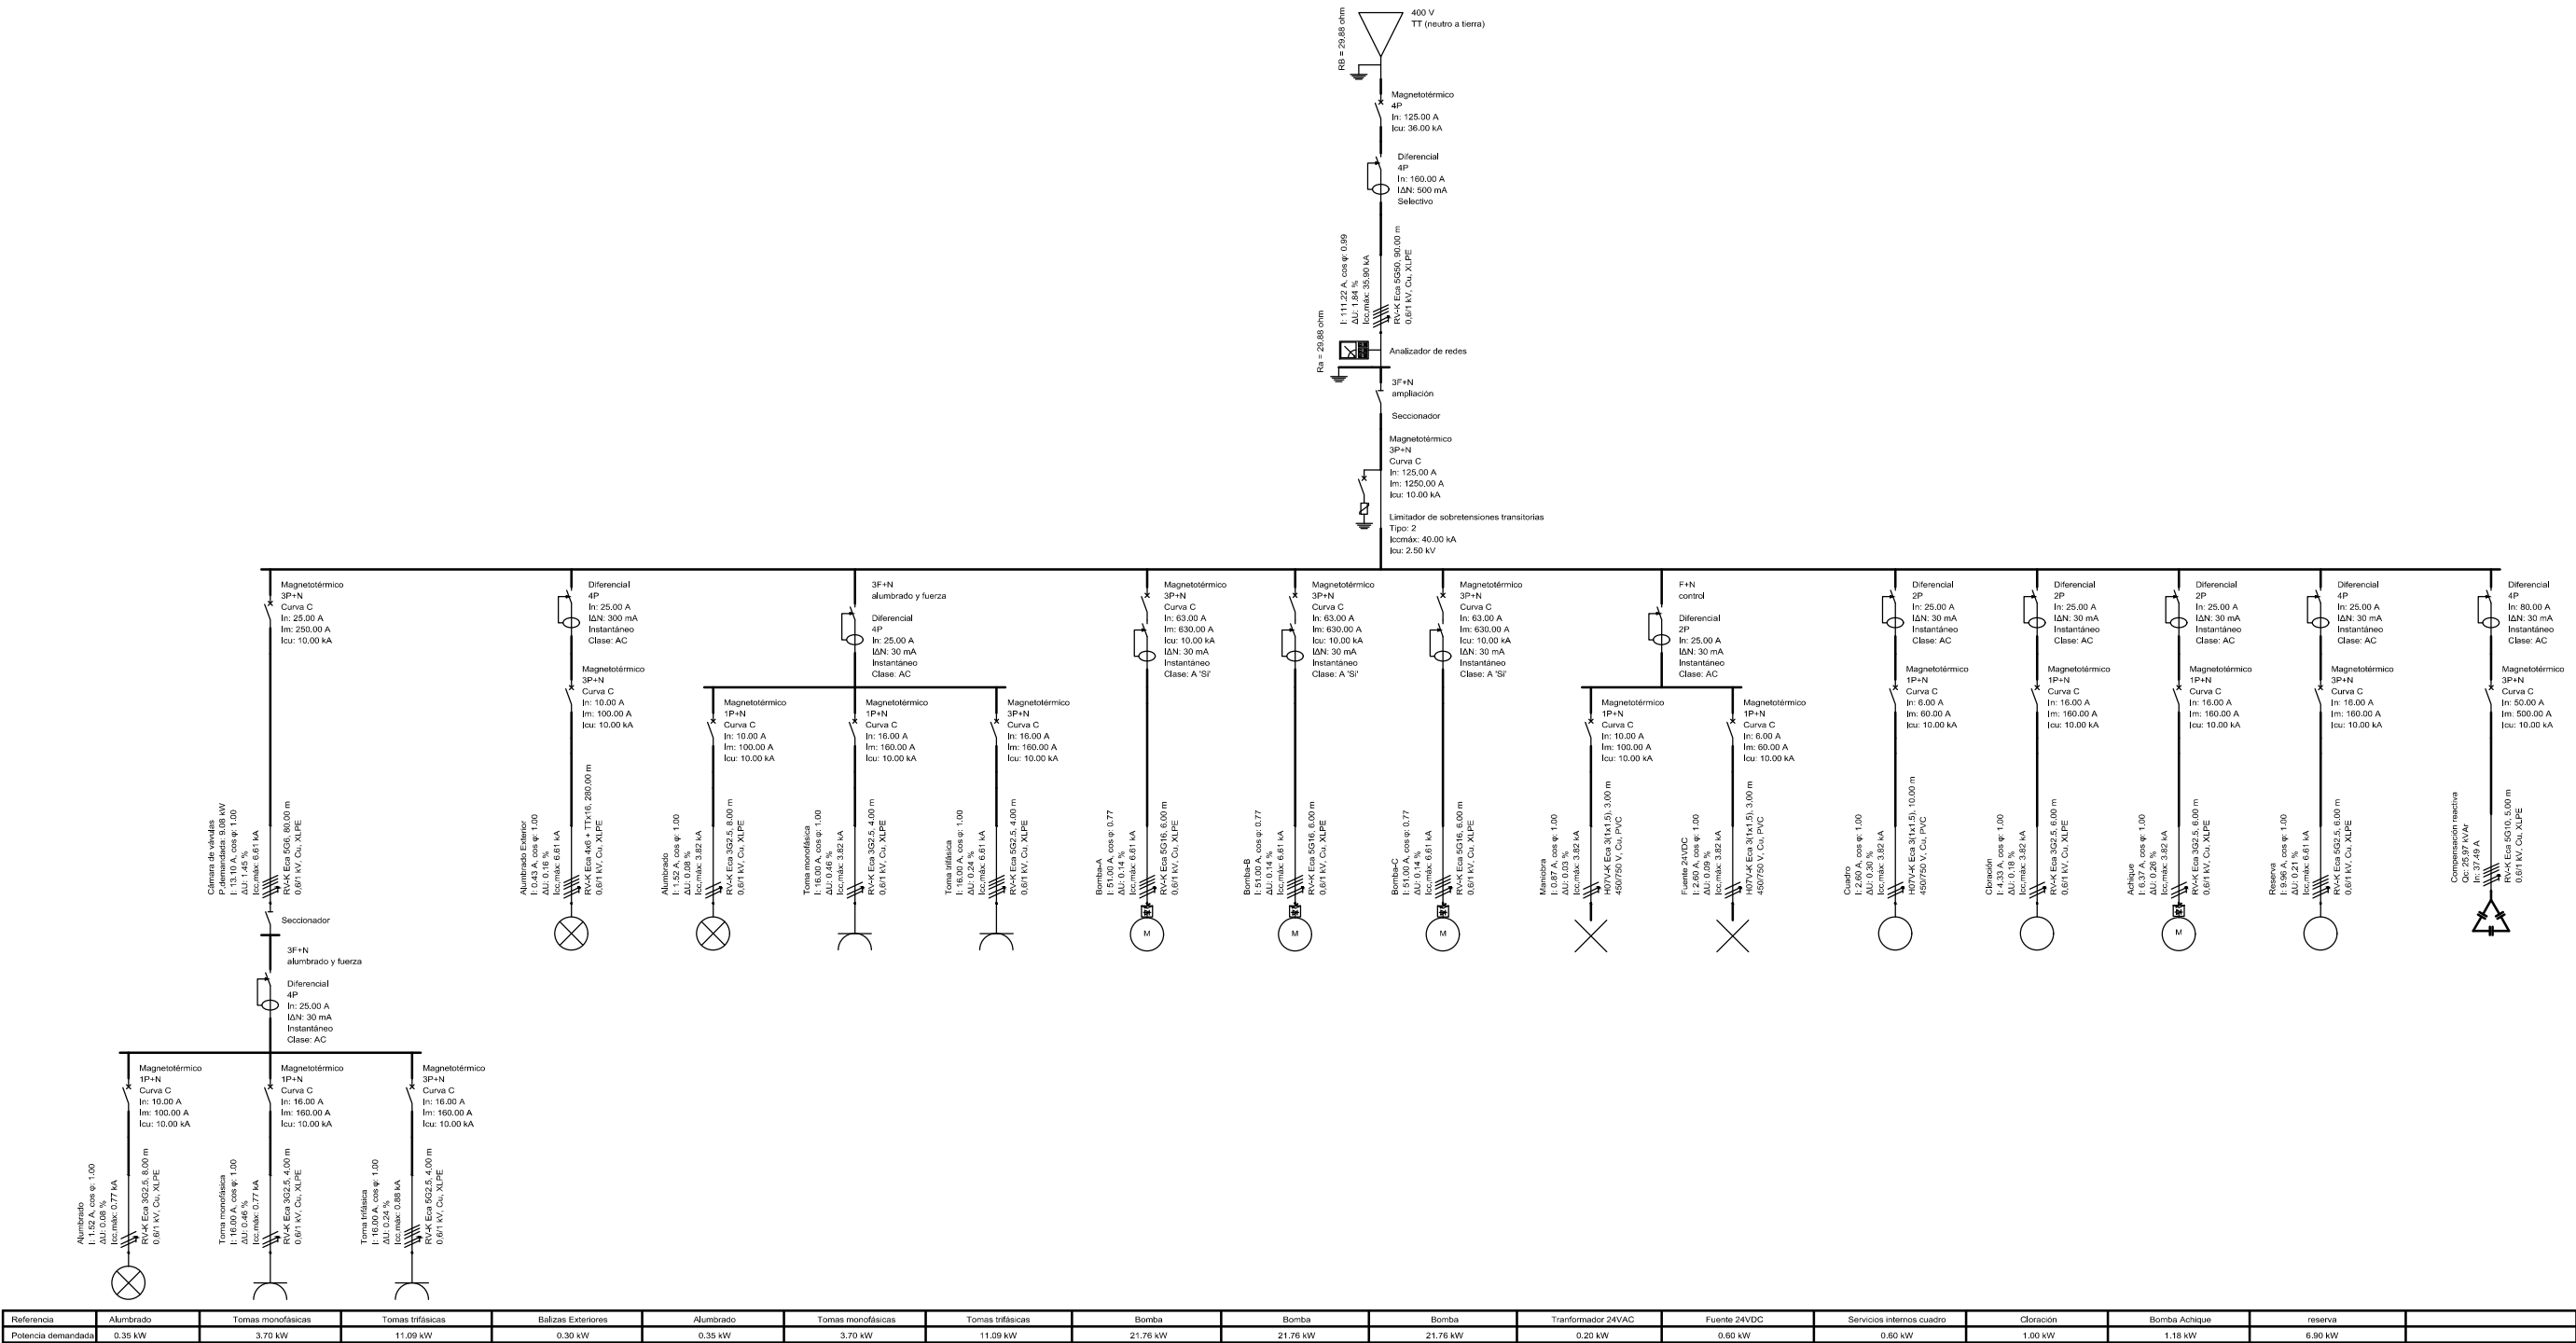 400 V
TT (neutro a tierra)
RB = 29.88 ohm
Magnetotérmico
4P
In: 125.00 A
Icu: 36.00 kA
Diferencial
4P
In: 160.00 A
IΔN: 500 mA
Selectivo
I: 111.22 A, cos φ: 0.99
ΔU: 1.84 %
Icc,máx: 35.90 kA
RV-K Eca 5G50, 90.00 m
0,6/1 kV, Cu, XLPE
Ra = 29.88 ohm
Analizador de redes
3F+N
ampliación
Seccionador
Magnetotérmico
3P+N
Curva C
In: 125.00 A
Im: 1250.00 A
Icu: 10.00 kA
Limitador de sobretensiones transitorias
Tipo: 2
Iccmáx: 40.00 kA
Icu: 2.50 kV
Magnetotérmico
3P+N
Curva C
In: 25.00 A
Im: 250.00 A
Icu: 10.00 kA
Cámara de vávulas
P.demandada: 9.08 kW
I: 13.10 A, cos φ: 1.00
ΔU: 1.45 %
Icc,máx: 6.61 kA
RV-K Eca 5G6, 80.00 m
0,6/1 kV, Cu, XLPE
Seccionador
3F+N
alumbrado y fuerza
Diferencial
4P
In: 25.00 A
IΔN: 30 mA
Instantáneo
Clase: AC
Magnetotérmico
1P+N
Curva C
In: 10.00 A
Im: 100.00 A
Icu: 10.00 kA
Alumbrado
I: 1.52 A, cos φ: 1.00
ΔU: 0.08 %
Icc,máx: 0.77 kA
RV-K Eca 3G2.5, 8.00 m
0,6/1 kV, Cu, XLPE
Magnetotérmico
1P+N
Curva C
In: 16.00 A
Im: 160.00 A
Icu: 10.00 kA
Toma monofásica
I: 16.00 A, cos φ: 1.00
ΔU: 0.46 %
Icc,máx: 0.77 kA
RV-K Eca 3G2.5, 4.00 m
0,6/1 kV, Cu, XLPE
Magnetotérmico
3P+N
Curva C
In: 16.00 A
Im: 160.00 A
Icu: 10.00 kA
Toma trifásica
I: 16.00 A, cos φ: 1.00
ΔU: 0.24 %
Icc,máx: 0.88 kA
RV-K Eca 5G2.5, 4.00 m
0,6/1 kV, Cu, XLPE
Diferencial
4P
In: 25.00 A
IΔN: 300 mA
Instantáneo
Clase: AC
Magnetotérmico
3P+N
Curva C
In: 10.00 A
Im: 100.00 A
Icu: 10.00 kA
Alumbrado Exterior
I: 0.43 A, cos φ: 1.00
ΔU: 0.16 %
Icc,máx: 6.61 kA
RV-K Eca 4x6 + TTx16, 280.00 m
0,6/1 kV, Cu, XLPE
3F+N
alumbrado y fuerza
Diferencial
4P
In: 25.00 A
IΔN: 30 mA
Instantáneo
Clase: AC
Magnetotérmico
1P+N
Curva C
In: 10.00 A
Im: 100.00 A
Icu: 10.00 kA
Alumbrado
I: 1.52 A, cos φ: 1.00
ΔU: 0.08 %
Icc,máx: 3.82 kA
RV-K Eca 3G2.5, 8.00 m
0,6/1 kV, Cu, XLPE
Magnetotérmico
1P+N
Curva C
In: 16.00 A
Im: 160.00 A
Icu: 10.00 kA
Toma monofásica
I: 16.00 A, cos φ: 1.00
ΔU: 0.46 %
Icc,máx: 3.82 kA
RV-K Eca 3G2.5, 4.00 m
0,6/1 kV, Cu, XLPE
Magnetotérmico
3P+N
Curva C
In: 16.00 A
Im: 160.00 A
Icu: 10.00 kA
Toma trifásica
I: 16.00 A, cos φ: 1.00
ΔU: 0.24 %
Icc,máx: 6.61 kA
RV-K Eca 5G2.5, 4.00 m
0,6/1 kV, Cu, XLPE
Magnetotérmico
3P+N
Curva C
In: 63.00 A
Im: 630.00 A
Icu: 10.00 kA
IΔN: 30 mA
Instantáneo
Clase: A 'Si'
Bomba-A
I: 51.00 A, cos φ: 0.77
ΔU: 0.14 %
Icc,máx: 6.61 kA
RV-K Eca 5G16, 6.00 m
0,6/1 kV, Cu, XLPE
M
Magnetotérmico
3P+N
Curva C
In: 63.00 A
Im: 630.00 A
Icu: 10.00 kA
IΔN: 30 mA
Instantáneo
Clase: A 'Si'
Bomba-B
I: 51.00 A, cos φ: 0.77
ΔU: 0.14 %
Icc,máx: 6.61 kA
RV-K Eca 5G16, 6.00 m
0,6/1 kV, Cu, XLPE
M
Magnetotérmico
3P+N
Curva C
In: 63.00 A
Im: 630.00 A
Icu: 10.00 kA
IΔN: 30 mA
Instantáneo
Clase: A 'Si'
Bomba-C
I: 51.00 A, cos φ: 0.77
ΔU: 0.14 %
Icc,máx: 6.61 kA
RV-K Eca 5G16, 6.00 m
0,6/1 kV, Cu, XLPE
M
F+N
control
Diferencial
2P
In: 25.00 A
IΔN: 30 mA
Instantáneo
Clase: AC
Magnetotérmico
1P+N
Curva C
In: 10.00 A
Im: 100.00 A
Icu: 10.00 kA
Maniobra
I: 0.87 A, cos φ: 1.00
ΔU: 0.03 %
Icc,máx: 3.82 kA
H07V-K Eca 3(1x1.5), 3.00 m
450/750 V, Cu, PVC
Magnetotérmico
1P+N
Curva C
In: 6.00 A
Im: 60.00 A
Icu: 10.00 kA
Fuente 24VDC
I: 2.60 A, cos φ: 1.00
ΔU: 0.09 %
Icc,máx: 3.82 kA
H07V-K Eca 3(1x1.5), 3.00 m
450/750 V, Cu, PVC
Diferencial
2P
In: 25.00 A
IΔN: 30 mA
Instantáneo
Clase: AC
Magnetotérmico
1P+N
Curva C
In: 6.00 A
Im: 60.00 A
Icu: 10.00 kA
Cuadro
I: 2.60 A, cos φ: 1.00
ΔU: 0.30 %
Icc,máx: 3.82 kA
H07V-K Eca 3(1x1.5), 10.00 m
450/750 V, Cu, PVC
Diferencial
2P
In: 25.00 A
IΔN: 30 mA
Instantáneo
Clase: AC
Magnetotérmico
1P+N
Curva C
In: 16.00 A
Im: 160.00 A
Icu: 10.00 kA
Cloración
I: 4.33 A, cos φ: 1.00
ΔU: 0.18 %
Icc,máx: 3.82 kA
RV-K Eca 3G2.5, 6.00 m
0,6/1 kV, Cu, XLPE
Diferencial
2P
In: 25.00 A
IΔN: 30 mA
Instantáneo
Clase: AC
Magnetotérmico
1P+N
Curva C
In: 16.00 A
Im: 160.00 A
Icu: 10.00 kA
Achique
I: 6.37 A, cos φ: 1.00
ΔU: 0.26 %
Icc,máx: 3.82 kA
RV-K Eca 3G2.5, 6.00 m
0,6/1 kV, Cu, XLPE
M
Diferencial
4P
In: 25.00 A
IΔN: 30 mA
Instantáneo
Clase: AC
Magnetotérmico
3P+N
Curva C
In: 16.00 A
Im: 160.00 A
Icu: 10.00 kA
Reserva
I: 9.96 A, cos φ: 1.00
ΔU: 0.21 %
Icc,máx: 6.61 kA
RV-K Eca 5G2.5, 6.00 m
0,6/1 kV, Cu, XLPE
Diferencial
4P
In: 80.00 A
IΔN: 30 mA
Instantáneo
Clase: AC
Magnetotérmico
3P+N
Curva C
In: 50.00 A
Im: 500.00 A
Icu: 10.00 kA
Compensación reactiva
Qc: 25.97 kVAr
In: 37.49 A
RV-K Eca 5G10, 5.00 m
0,6/1 kV, Cu, XLPE
Referencia Alumbrado Tomas monofásicas Tomas trifásicas Balizas Exteriores Alumbrado Tomas monofásicas Tomas trifásicas Bomba Bomba Bomba Tranformador 24VAC Fuente 24VDC Servicios internos cuadro Cloración Bomba Achique reserva
Potencia demandada 0.35 kW 3.70 kW 11.09 kW 0.30 kW 0.35 kW 3.70 kW 11.09 kW 21.76 kW 21.76 kW 21.76 kW 0.20 kW 0.60 kW 0.60 kW 1.00 kW 1.18 kW 6.90 kW